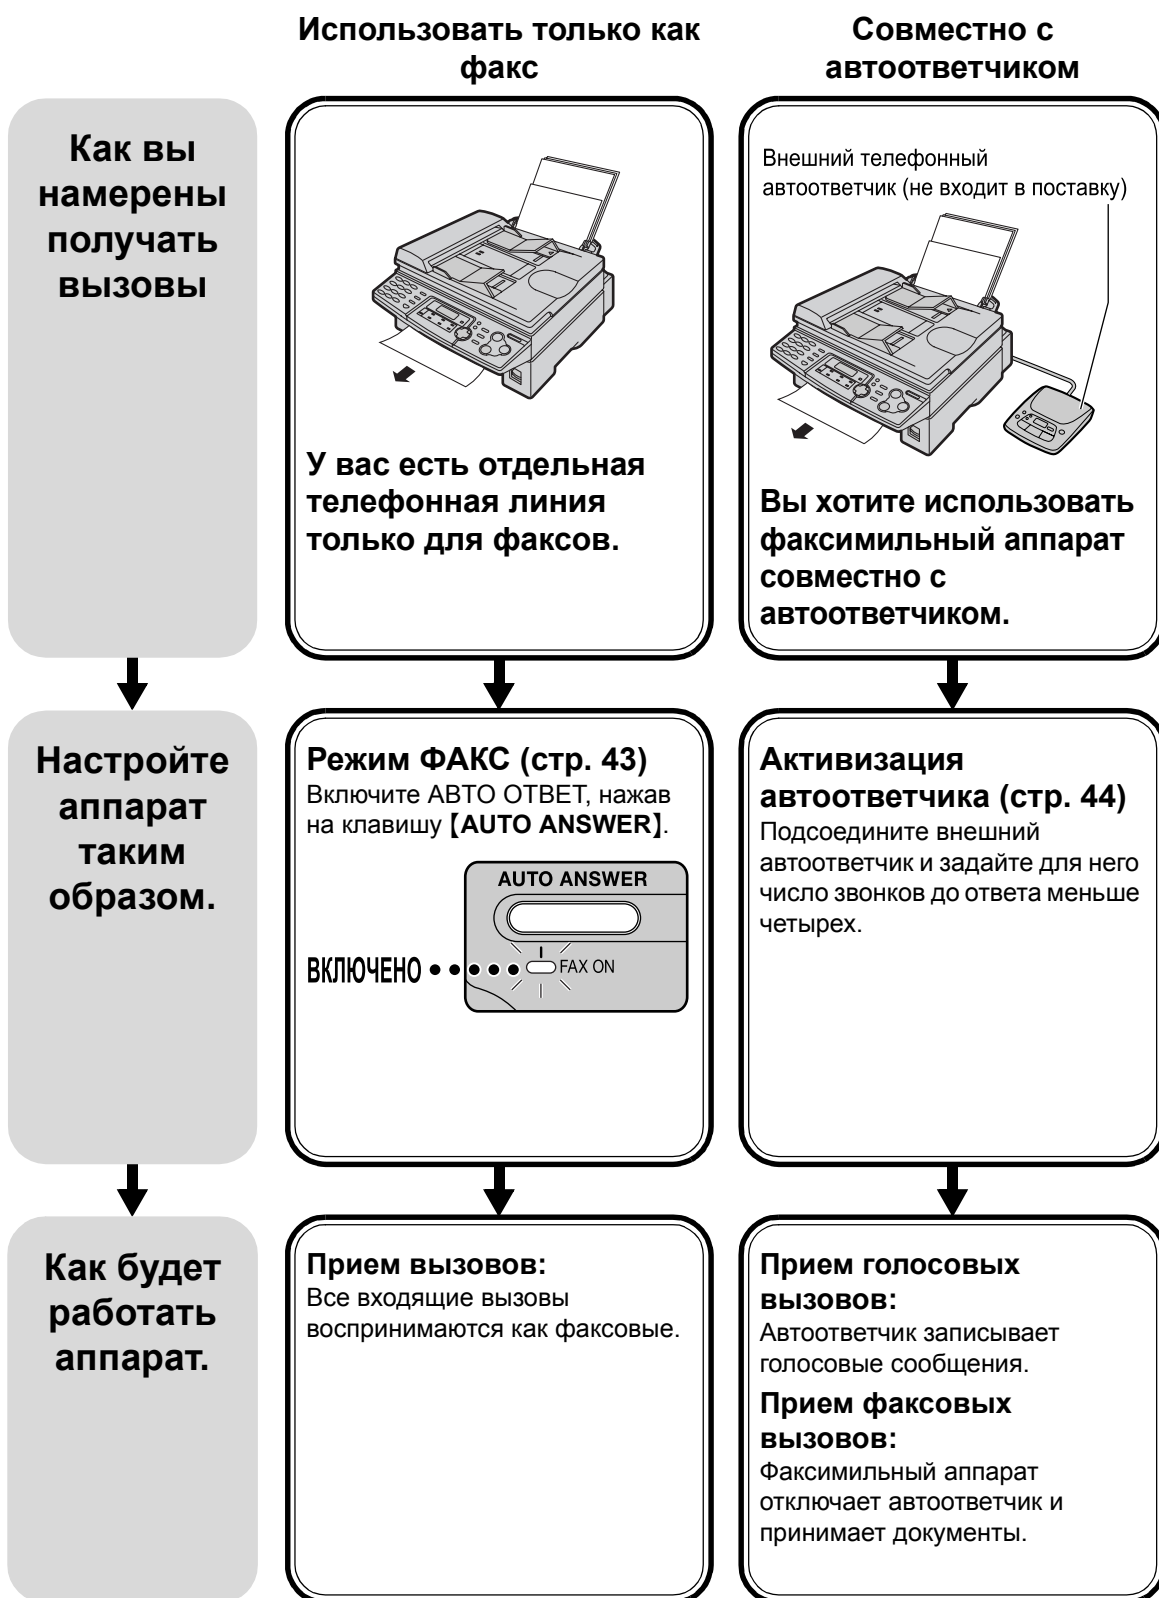 Использовать только как
факс
Совместно с
автоответчиком
Как вы
намерены
получать
вызовы
У вас есть отдельная
телефонная линия
только для факсов.
Внешний телефонный
автоответчик (не входит в поставку)
Вы хотите использовать
факсимильный аппарат
совместно с
автоответчиком.
Настройте
аппарат
таким
образом.
Режим ФАКС (стр. 43)
Включите АВТО ОТВЕТ, нажав
на клавишу 【AUTO ANSWER】.
AUTO ANSWER
ВКЛЮЧЕНО
FAX ON
Активизация
автоответчика (стр. 44)
Подсоедините внешний
автоответчик и задайте для него
число звонков до ответа меньше
четырех.
Как будет
работать
аппарат.
Прием вызовов:
Все входящие вызовы
воспринимаются как факсовые.
Прием голосовых
вызовов:
Автоответчик записывает
голосовые сообщения.
Прием факсовых
вызовов:
Факсимильный аппарат
отключает автоответчик и
принимает документы.